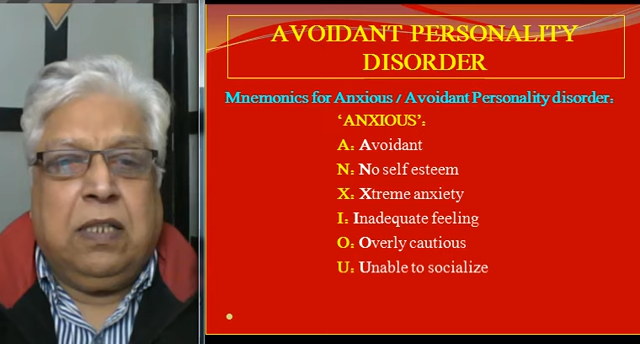 AVOIDANT PERSONALITY
DISORDER
Mnemonics for Anxious / Avoidant Personality disorder:
‘ANXIOUS’:
A: Avoidant
N: No self esteem
X: Xtreme anxiety
I: Inadequate feeling
O: Overly cautious
U: Unable to socialize